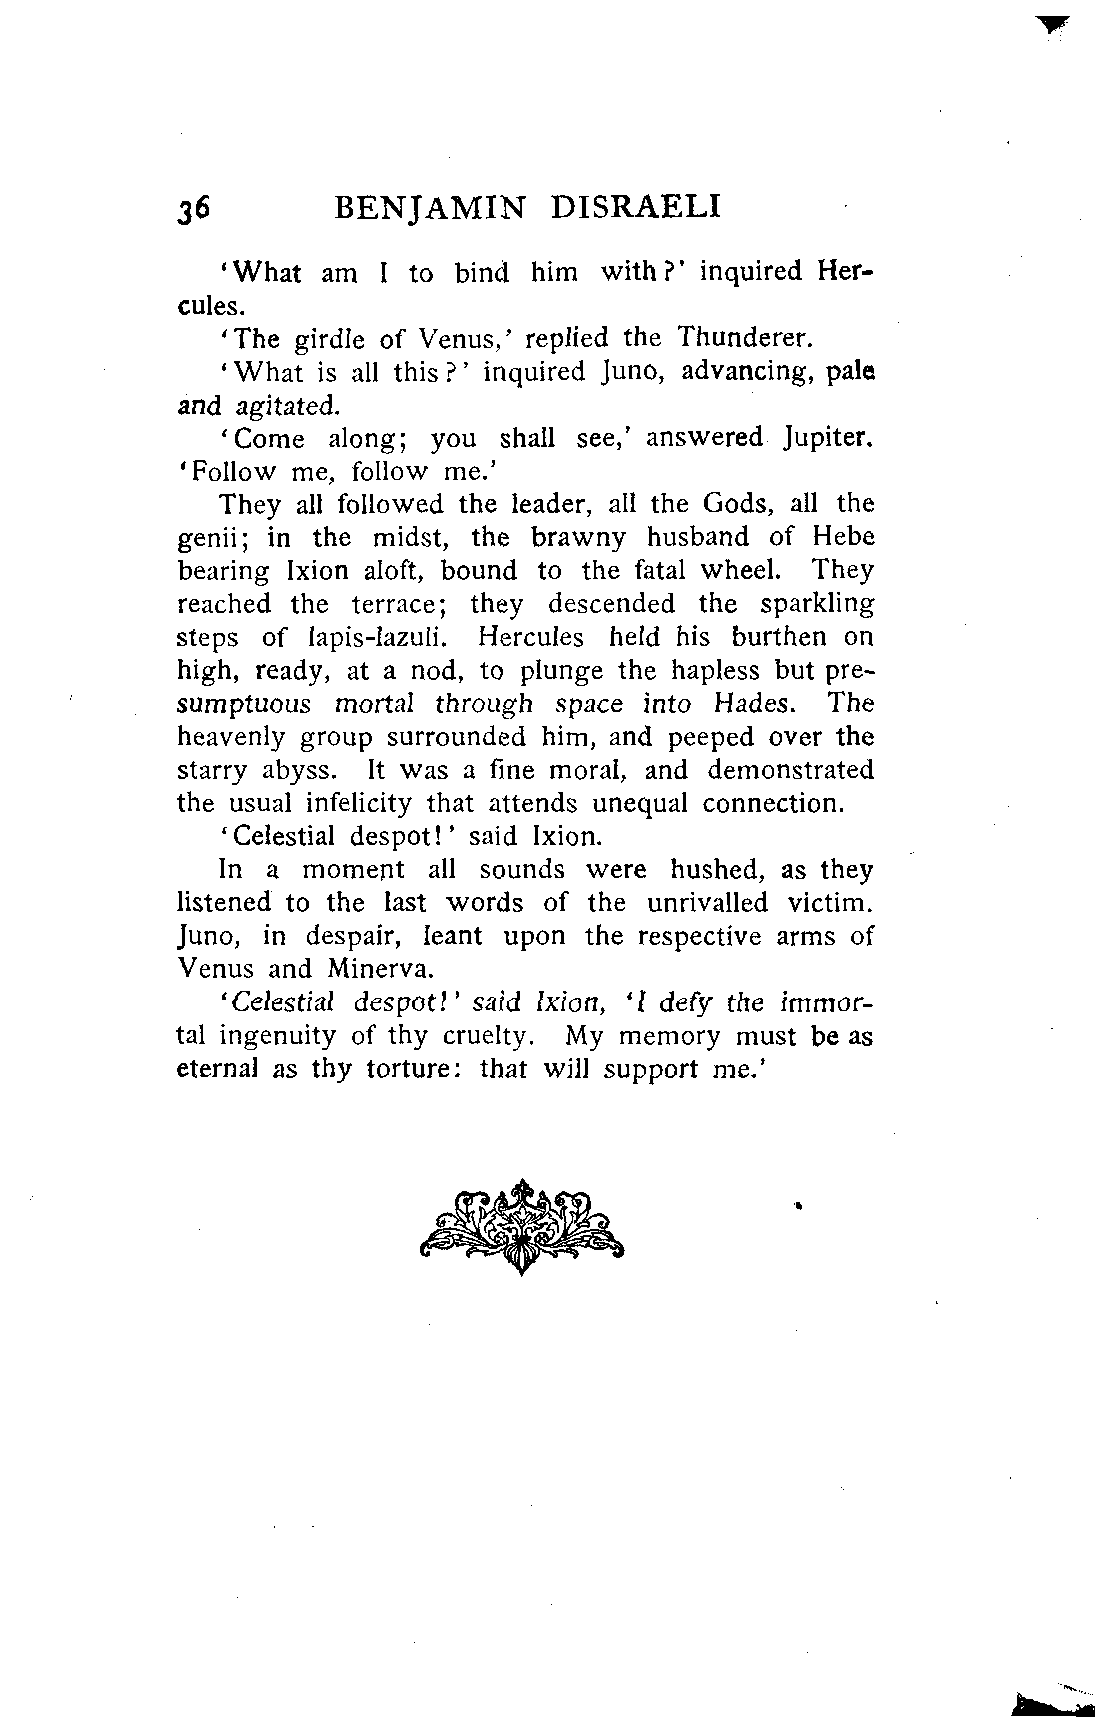 36 BENJAMIN DISRAELI
‘What am I to bind him with?’ inquired Her-
cules.
‘The girdle of Venus,’ replied the Thunderer.
‘What is all this?’ inquired Juno, advancing, pale
and agitated.
‘Come along; you shall see,’ answered Jupiter.
‘Follow me, follow me.’
They all followed the leader, all the Gods, all the
genii; in the midst, the brawny husband of Hebe
bearing Ixion aloft, bound to the fatal wheel. They
reached the terrace; they descended the sparkling
steps of lapis-lazuli. Hercules held his burthen on
high, ready, at a nod, to plunge the hapless but pre-
sumptuous mortal through space into Hades. The
heavenly group surrounded him, and peeped over the
starry abyss. It was a fine moral, and demonstrated
the usual infelicity that attends unequal connection.
‘Celestial despot!’ said Ixion.
In a moment all sounds were hushed, as they
listened to the last words of the unrivalled victim.
Juno, in despair, leant upon the respective arms of
Venus and Minerva.
‘Celestial despot!’ said Ixion, ‘I defy the immor-
tal ingenuity of thy cruelty. My memory must be as
eternal as thy torture: that will support me.’